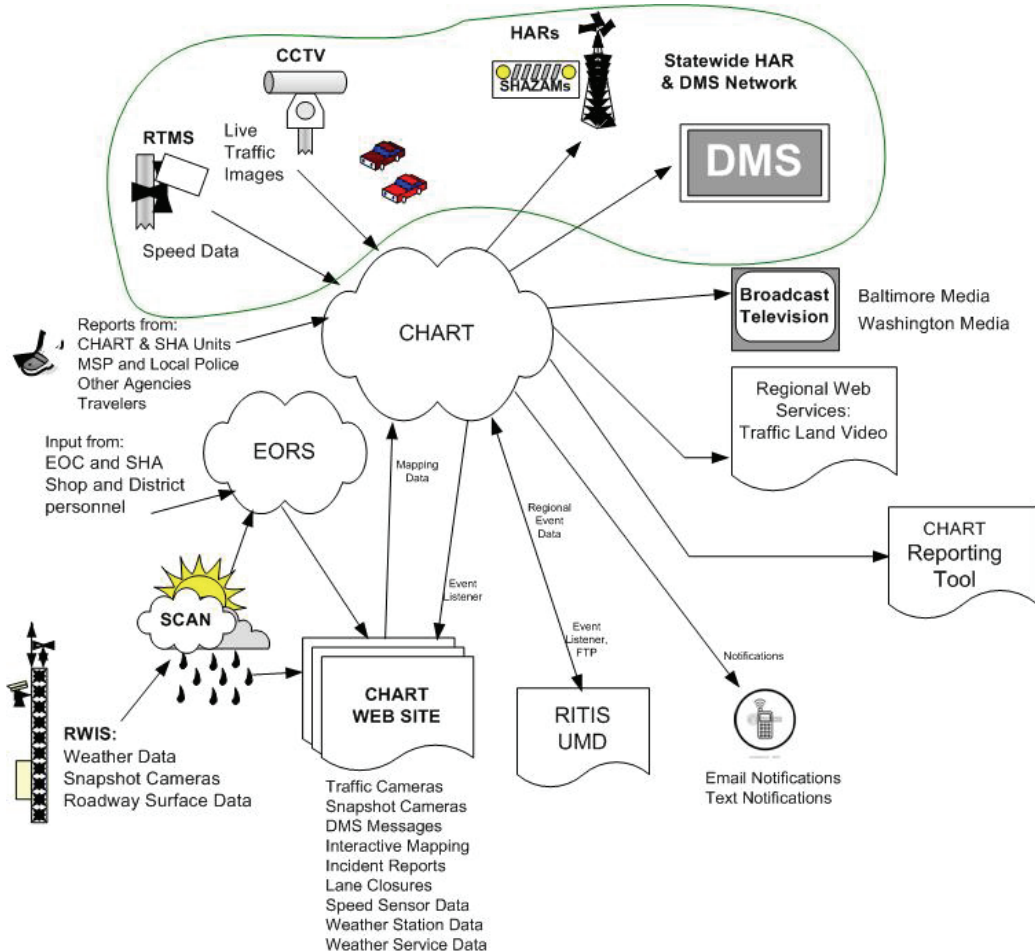 HARs
SHAZAMs
Statewide HAR
& DMS Network
CCTV
RTMS
Live
Traffic
Images
DMS
Speed Data
CHART
Broadcast
Television
Baltimore Media
Washington Media
Reports from:
CHART & SHA Units
MSP and Local Police
Other Agencies
Travelers
Regional Web
Services:
Traffic Land Video
Input from:
EOC and SHA
Shop and District
personnel
EORS
Mapping
Data
Regional
Event
Data
CHART
Reporting
Tool
Event
Listener
SCAN
Event
Listener,
FTP
Notifications
CHART
WEB SITE
RITIS
UMD
RWIS:
Weather Data
Snapshot Cameras
Roadway Surface Data
Email Notifications
Text Notifications
Traffic Cameras
Snapshot Cameras
DMS Messages
Interactive Mapping
Incident Reports
Lane Closures
Speed Sensor Data
Weather Station Data
Weather Service Data